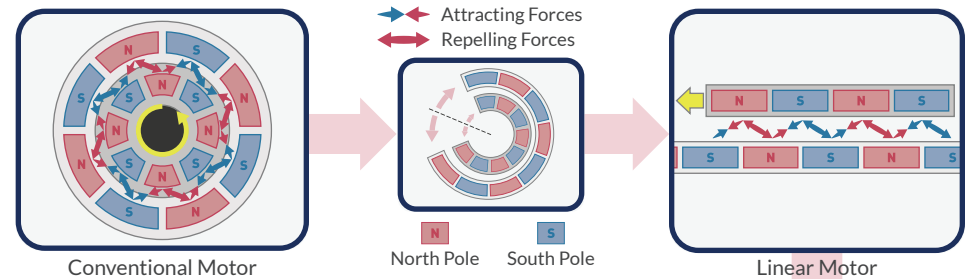 Attracting Forces
Repelling Forces
N S
S N
N S
S N
N
S S
N N
S S
N
N S N S
S N S N S
N
S
North Pole
South Pole
Conventional Motor
Linear Motor